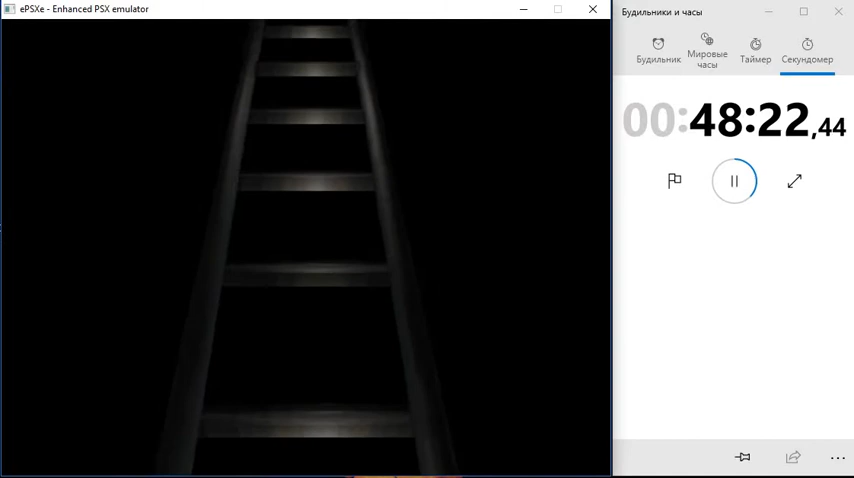 ePSXe - Enhanced PSX emulator
Будильники и часы
Будильник
Мировые
часы
Таймер
Секундомер
00:48:22,44